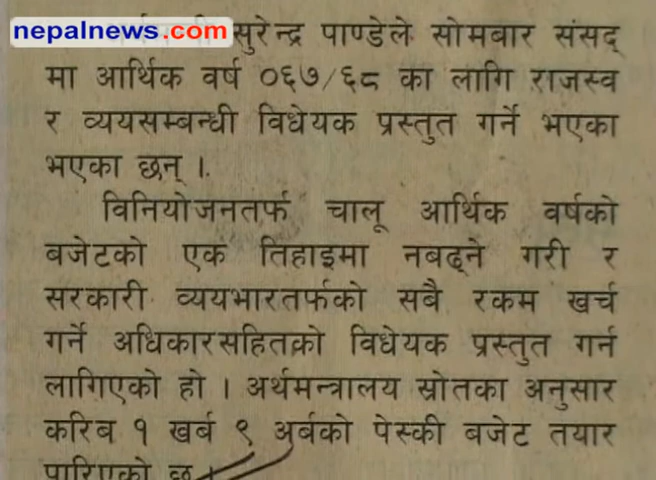 nepalnews.com
सुरेन्द्र पाण्डेले सोमबार संसद्
मा आर्थिक वर्ष ०६७/६८ का लागि राजस्व
र व्ययसम्बन्धी विधेयक प्रस्तुत गर्ने भएका
भएका छन् ।
विनियोजनतर्फ चालू आर्थिक वर्षको
बजेटको एक तिहाइमा नबढ्ने गरी र
सरकारी व्ययभारतर्फको सबै रकम खर्च
गर्ने अधिकारसहितको विधेयक प्रस्तुत गर्न
लागिएको हो । अर्थमन्त्रालय स्रोतका अनुसार
करिब १ खर्ब ९ अर्बको पेस्की बजेट तयार
पारिएको छ ।